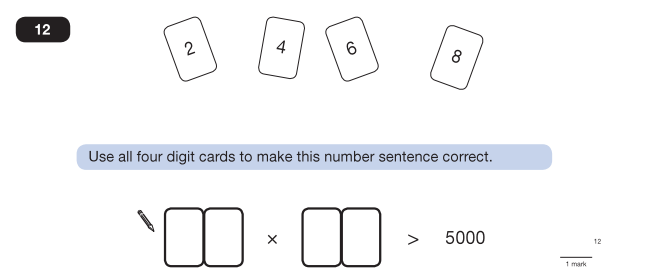 12
2 4 6 8
Use all four digit cards to make this number sentence correct.
× > 5000
12
1 mark